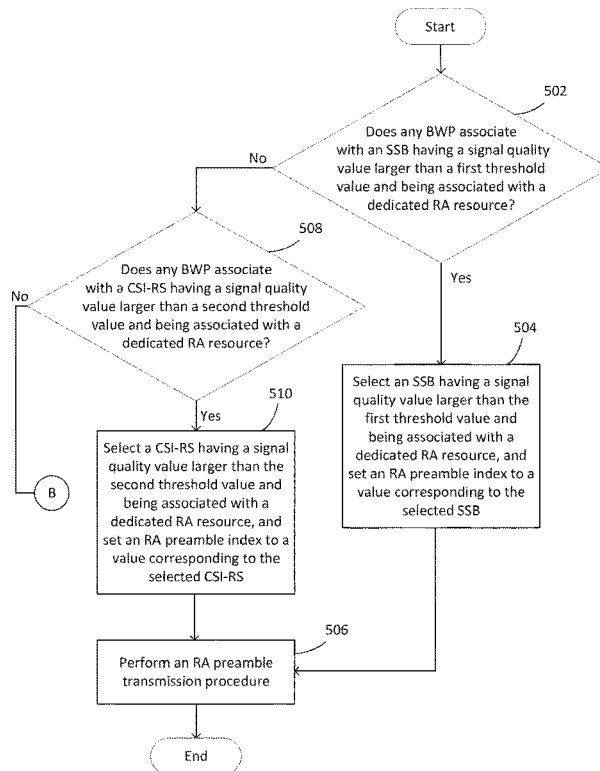 Start
502
Does any BWP associate
with an SSB having a signal quality
value larger than a first threshold
value and being associated with a
dedicated RA resource?
No
Yes
508
Does any BWP associate
with a CSI-RS having a signal quality
value larger than a second threshold
value and being associated with a
dedicated RA resource?
No
Yes
504
Select an SSB having a signal
quality value larger than the
first threshold value and
being associated with a
dedicated RA resource, and
set an RA preamble index to a
value corresponding to the
selected SSB
510
Select a CSI-RS having a signal
quality value larger than the
second threshold value and
being associated with a
dedicated RA resource, and
set an RA preamble index to a
value corresponding to the
selected CSI-RS
B
506
Perform an RA preamble
transmission procedure
End